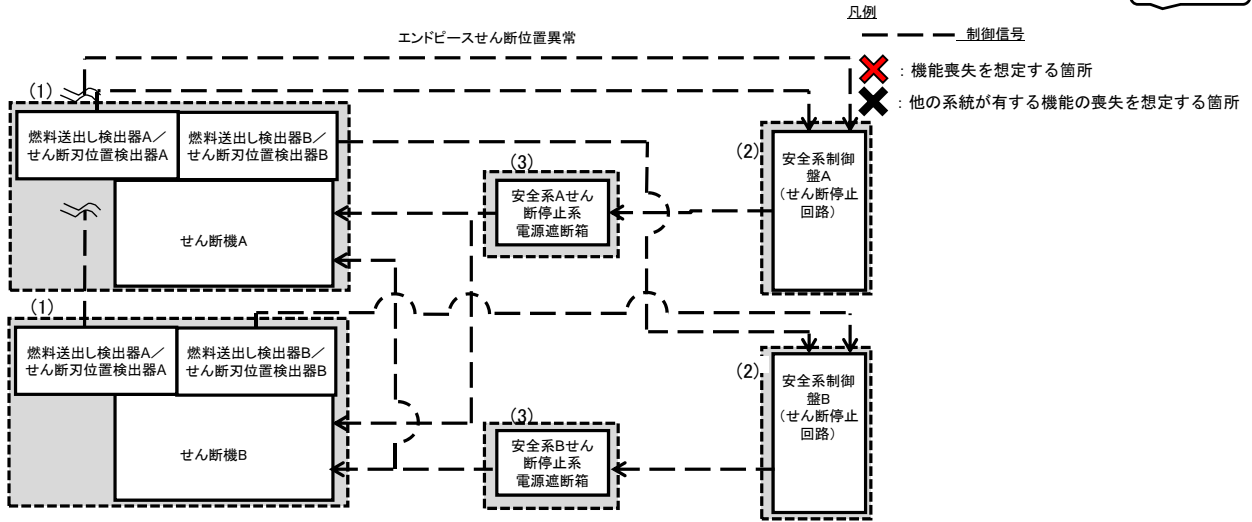 凡例
制御信号
エンドピースせん断位置異常
：機能喪失を想定する箇所
：他の系統が有する機能の喪失を想定する箇所
(1)
燃料送出し検出器A／
せん断刃位置検出器A
燃料送出し検出器B／
せん断刃位置検出器B
せん断機A
(3)
安全系Aせん
断停止系
電源遮断箱
(2)
安全系制御
盤A
(せん断停止
回路)
(1)
燃料送出し検出器A／
せん断刃位置検出器A
燃料送出し検出器B／
せん断刃位置検出器B
せん断機B
(3)
安全系Bせん
断停止系
電源遮断箱
(2)
安全系制御
盤B
(せん断停止
回路)